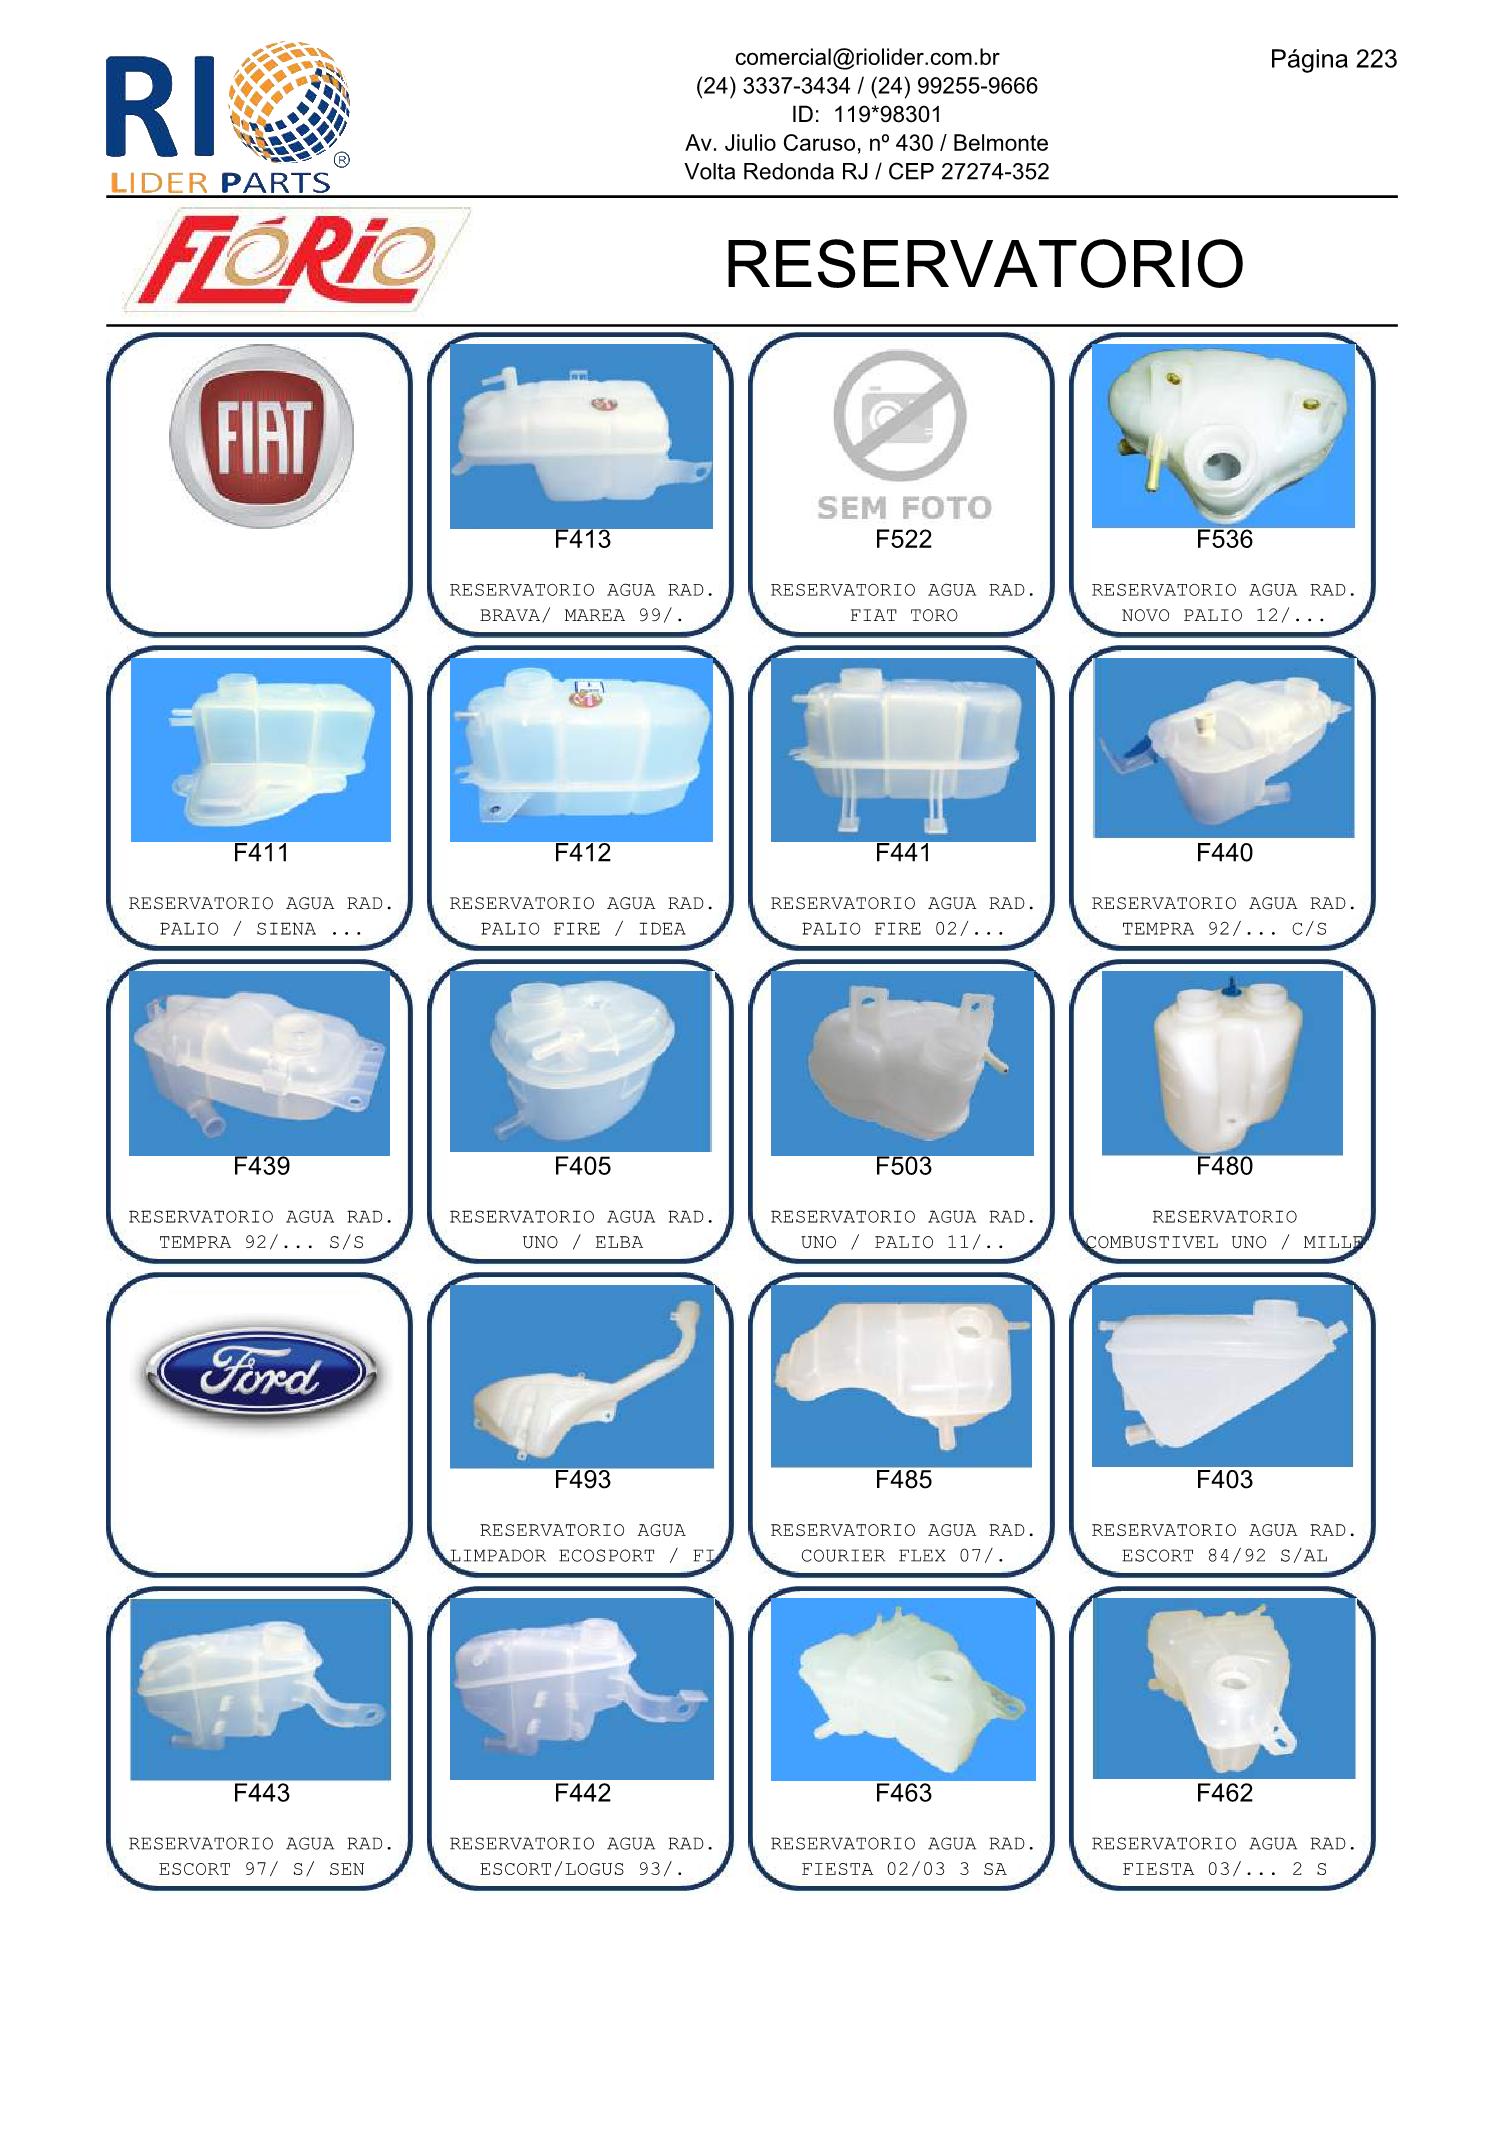 RIO
®
LIDER PARTS
comercial@riolider.com.br
(24) 3337-3434 / (24) 99255-9666
ID: 119*98301
Av. Jiulio Caruso, nº 430 / Belmonte
Volta Redonda RJ / CEP 27274-352
Página 223
FLÓRiO
RESERVATORIO
FIAT
F413
RESERVATORIO AGUA RAD.
BRAVA/ MAREA 99/.
SEM FOTO
F522
RESERVATORIO AGUA RAD.
FIAT TORO
F536
RESERVATORIO AGUA RAD.
NOVO PALIO 12/...
F411
RESERVATORIO AGUA RAD.
PALIO / SIENA ...
F412
RESERVATORIO AGUA RAD.
PALIO FIRE / IDEA
F441
RESERVATORIO AGUA RAD.
PALIO FIRE 02/...
F440
RESERVATORIO AGUA RAD.
TEMPRA 92/... C/S
F439
RESERVATORIO AGUA RAD.
TEMPRA 92/... S/S
F405
RESERVATORIO AGUA RAD.
UNO / ELBA
F503
RESERVATORIO AGUA RAD.
UNO / PALIO 11/..
F480
RESERVATORIO
COMBUSTIVEL UNO / MILLE
Ford
F493
RESERVATORIO AGUA
LIMPADOR ECOSPORT / FI
F485
RESERVATORIO AGUA RAD.
COURIER FLEX 07/.
F403
RESERVATORIO AGUA RAD.
ESCORT 84/92 S/AL
F443
RESERVATORIO AGUA RAD.
ESCORT 97/ S/ SEN
F442
RESERVATORIO AGUA RAD.
ESCORT/LOGUS 93/.
F463
RESERVATORIO AGUA RAD.
FIESTA 02/03 3 SA
F462
RESERVATORIO AGUA RAD.
FIESTA 03/... 2 S